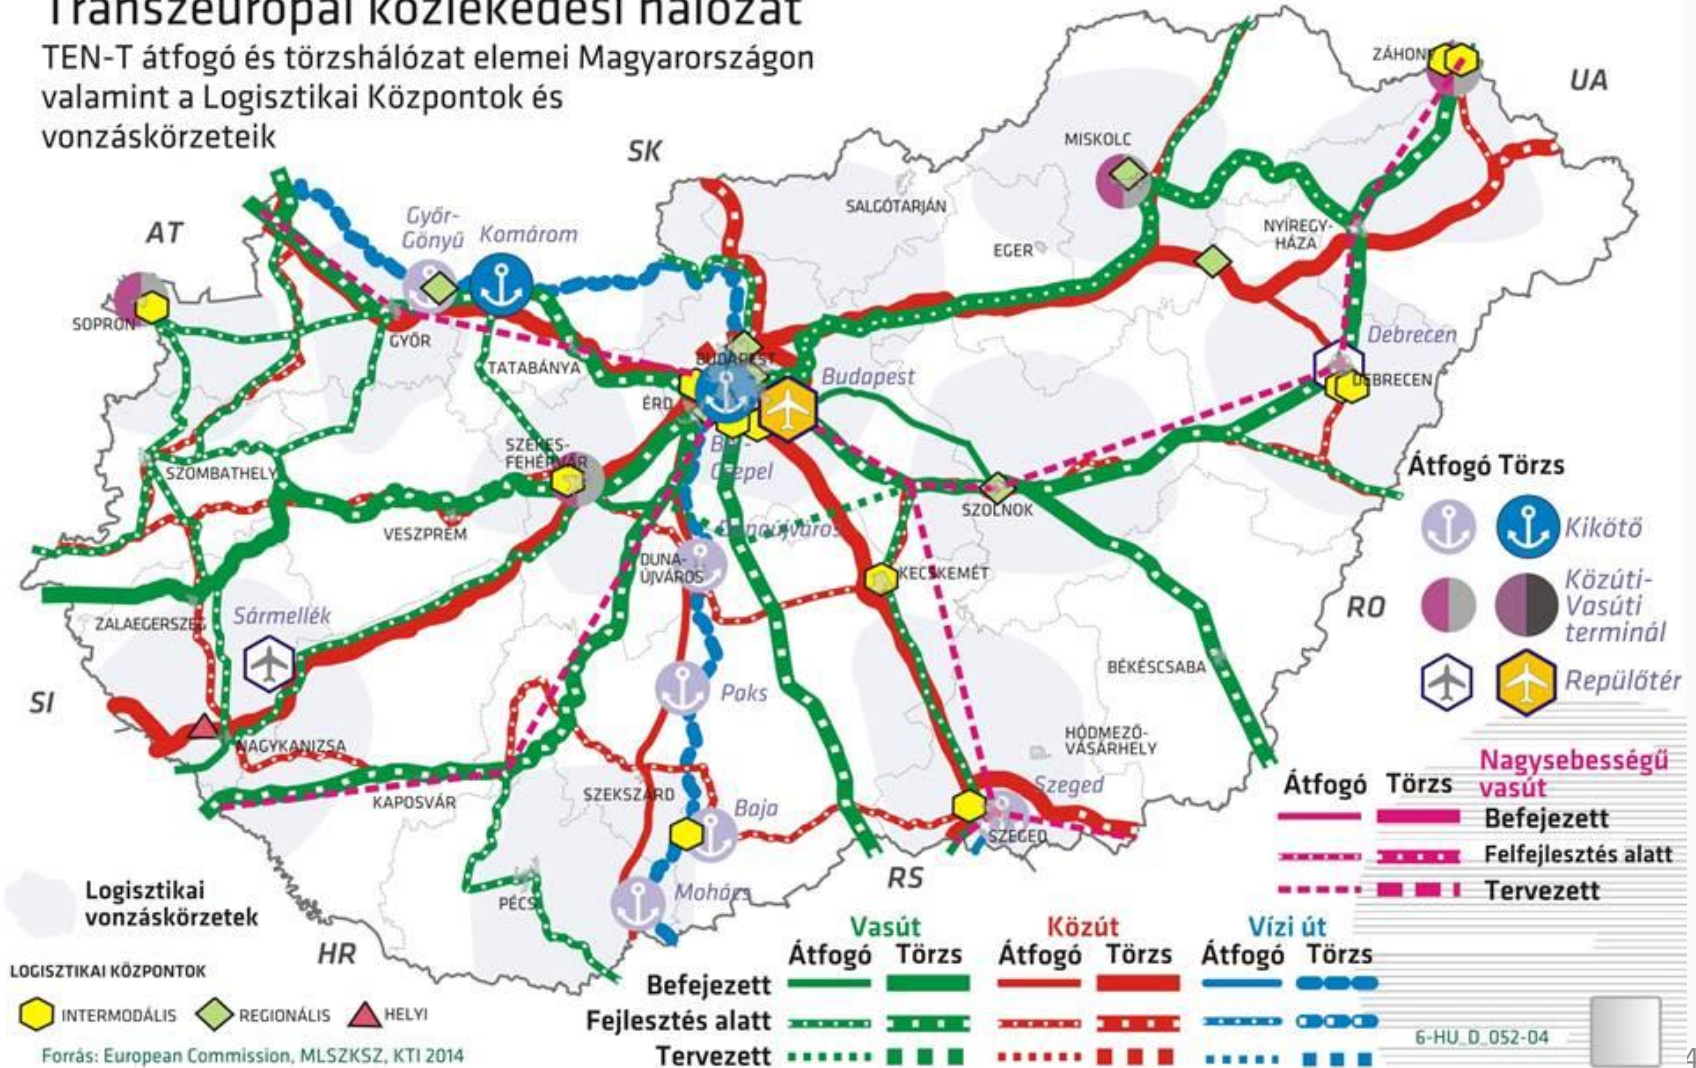 Transzeurópai közlekedési hálózat
TEN-T átfogó és törzshálózat elemei Magyarországon
valamint a Logisztikai Központok és
vonzáskörzeteik
SK
UA
AT
SI
HR
RS
RO
ZÁHONY
MISKOLC
SALGÓTARJÁN
EGER
NYÍREGY-
HÁZA
Győr-
Gönyű
Komárom
SOPRON
GYŐR
TATABÁNYA
BUDAPEST
Budapest
ÉRD
Debrecen
DEBRECEN
SZÉKES-
FEHÉRVÁR
Csepel
SZOMBATHELY
VESZPRÉM
SZOLNOK
Dunaújváros
DUNA-
ÚJVÁROS
KECSKEMÉT
ZALAEGERSZEG
Sármellék
Paks
BÉKÉSCSABA
HÓDMEZŐ-
VÁSÁRHELY
NAGYKANIZSA
KAPOSVÁR
SZEKSZÁRD
Baja
Szeged
SZEGED
PÉCS
Mohács
Átfogó Törzs
Kikötő
Közúti-
Vasúti
terminál
Repülőtér
Nagysebességű
vasút
Átfogó Törzs
Befejezett
Felfejlesztés alatt
Tervezett
Logisztikai
vonzáskörzetek
LOGISZTIKAI KÖZPONTOK
INTERMODÁLIS
REGIONÁLIS
HELYI
Forrás: European Commission, MLSZKSZ, KTI 2014
Vasút Közút Vízi út
Átfogó Törzs Átfogó Törzs Átfogó Törzs
Befejezett
Fejlesztés alatt
Tervezett
6-HU_D_052-04
4